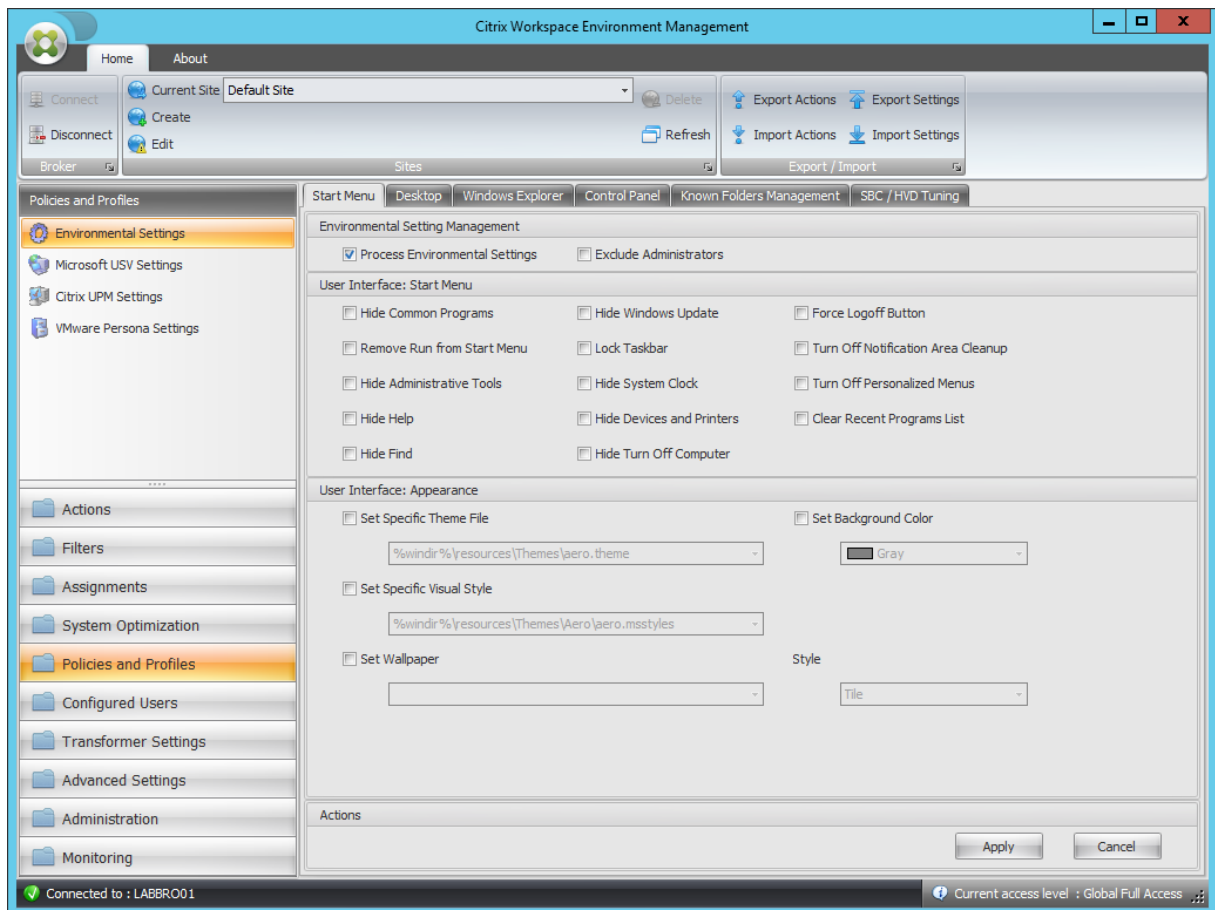 Citrix Workspace Environment Management
Home About
Connect
Disconnect
Broker
Current Site Default Site
Create
Edit
Delete
Refresh
Sites
Export Actions Export Settings
Import Actions Import Settings
Export / Import
Policies and Profiles
Environmental Settings
Microsoft USV Settings
Citrix UPM Settings
VMware Persona Settings
Actions
Filters
Assignments
System Optimization
Policies and Profiles
Configured Users
Transformer Settings
Advanced Settings
Administration
Monitoring
Start Menu Desktop Windows Explorer Control Panel Known Folders Management SBC / HVD Tuning
Environmental Setting Management
Process Environmental Settings Exclude Administrators
User Interface: Start Menu
Hide Common Programs Hide Windows Update Force Logoff Button
Remove Run from Start Menu Lock Taskbar Turn Off Notification Area Cleanup
Hide Administrative Tools Hide System Clock Turn Off Personalized Menus
Hide Help Hide Devices and Printers Clear Recent Programs List
Hide Find Hide Turn Off Computer
User Interface: Appearance
Set Specific Theme File Set Background Color
%windir%\resources\Themes\aero.theme Gray
Set Specific Visual Style
%windir%\resources\Themes\Aero\aero.msstyles
Set Wallpaper Style
Tile
Actions
Apply Cancel
Connected to : LABBRO01 Current access level : Global Full Access